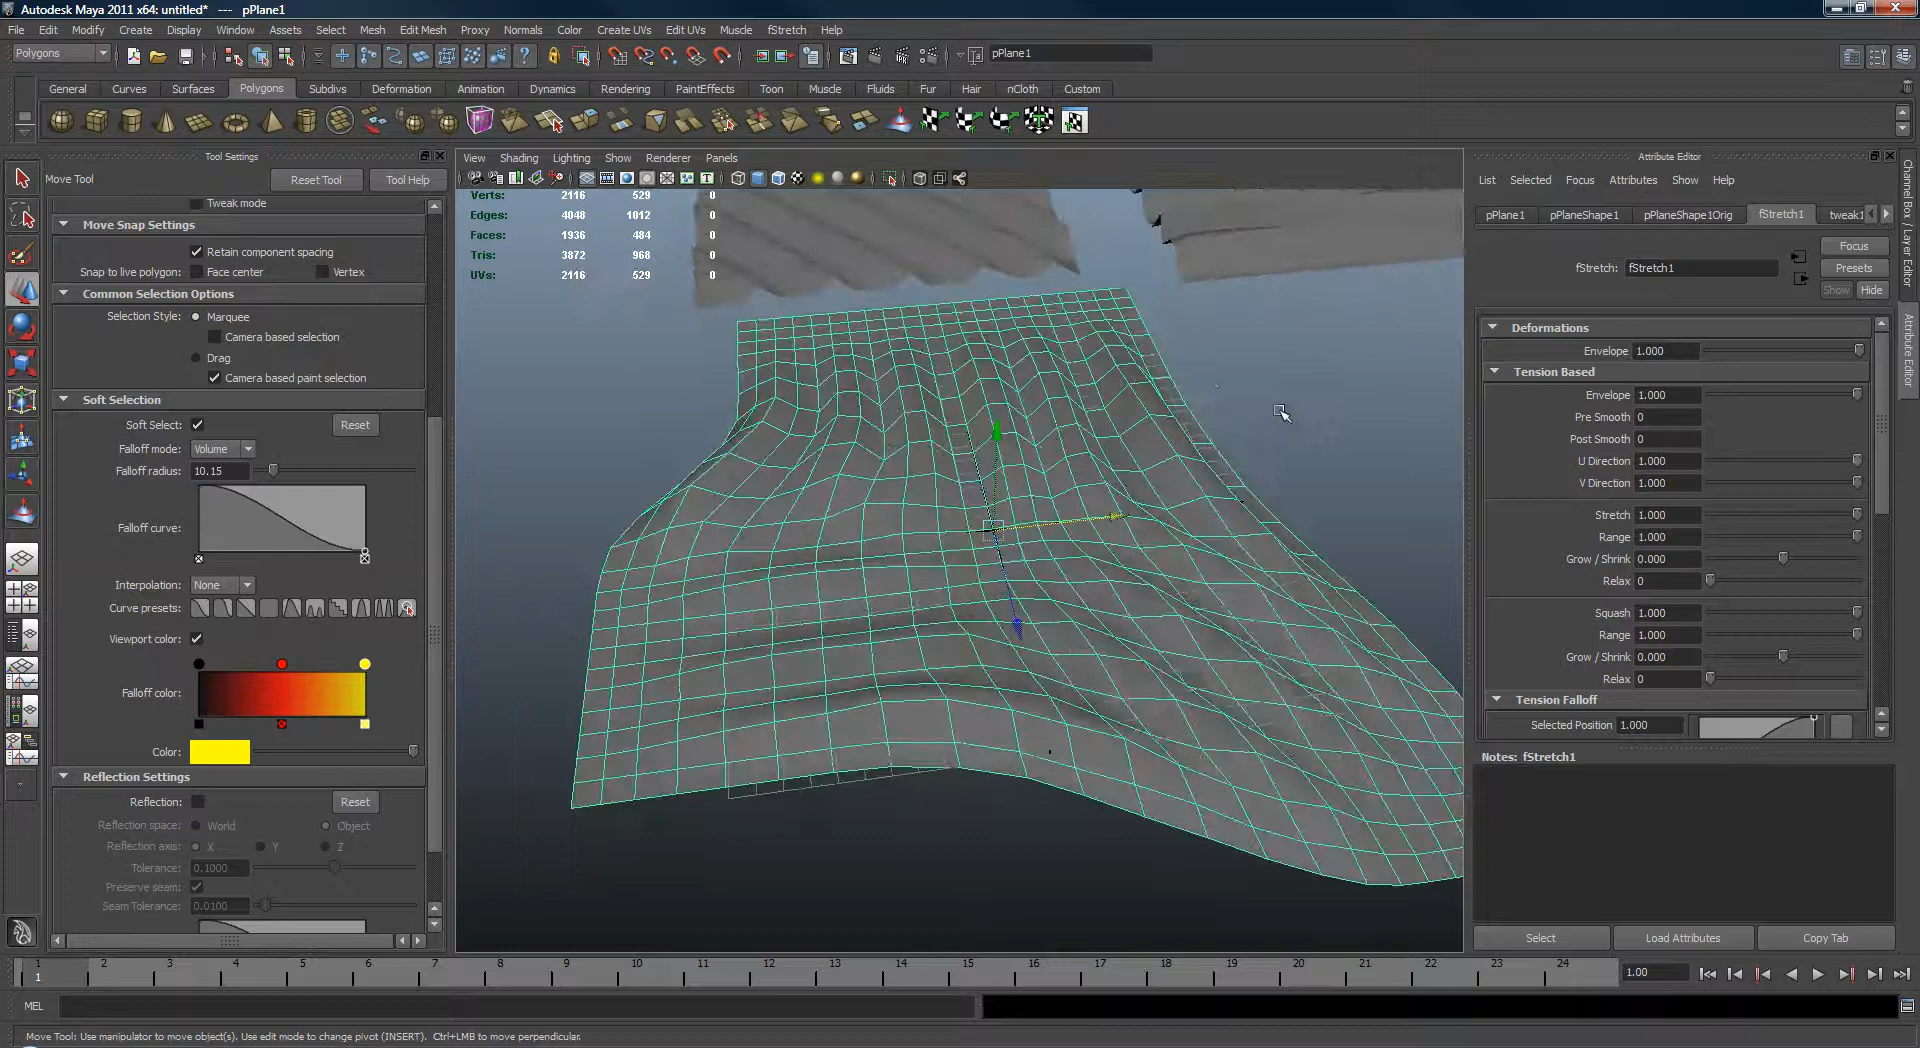 Autodesk Maya 2011 x64: untitled*   ---   pPlane1
File Edit Modify Create Display Window Assets Select Mesh Edit Mesh Proxy Normals Color Create UVs Edit UVs Muscle fStretch Help
Polygons pPlane1
General Curves Surfaces Polygons Subdivs Deformation Animation Dynamics Rendering PaintEffects Toon Muscle Fluids Fur Hair nCloth Custom
Tool Settings
Move Tool Reset Tool Tool Help
Tweak mode
Move Snap Settings
Retain component spacing
Snap to live polygon: Face center Vertex
Common Selection Options
Selection Style: Marquee
Camera based selection
Drag
Camera based paint selection
Soft Selection
Soft Select: Reset
Falloff mode: Volume
Falloff radius: 10.15
Falloff curve:
Interpolation: None
Curve presets:
Viewport color:
Falloff color:
Color:
Reflection Settings
Reflection: Reset
Reflection space: World Object
Reflection axis: X Y Z
Tolerance: 0.1000
Preserve seam:
Seam Tolerance: 0.0100
View Shading Lighting Show Renderer Panels
Verts: 2116 529 0
Edges: 4048 1012 0
Faces: 1936 484 0
Tris: 3872 968 0
UVs: 2116 529 0
Attribute Editor
List Selected Focus Attributes Show Help
pPlane1 pPlaneShape1 pPlaneShape1Orig fStretch1 tweak1
Focus
fStretch: fStretch1 Presets
Show Hide
Deformations
Envelope 1.000
Tension Based
Envelope 1.000
Pre Smooth 0
Post Smooth 0
U Direction 1.000
V Direction 1.000
Stretch 1.000
Range 1.000
Grow / Shrink 0.000
Relax 0
Squash 1.000
Range 1.000
Grow / Shrink 0.000
Relax 0
Tension Falloff
Selected Position 1.000
Notes: fStretch1
Select Load Attributes Copy Tab
Channel Box / Layer Editor
Attribute Editor
1 2 3 4 5 6 7 8 9 10 11 12 13 14 15 16 17 18 19 20 21 22 23 24
1 1.00
MEL
Move Tool: Use manipulator to move object(s). Use edit mode to change pivot (INSERT). Ctrl+LMB to move perpendicular.